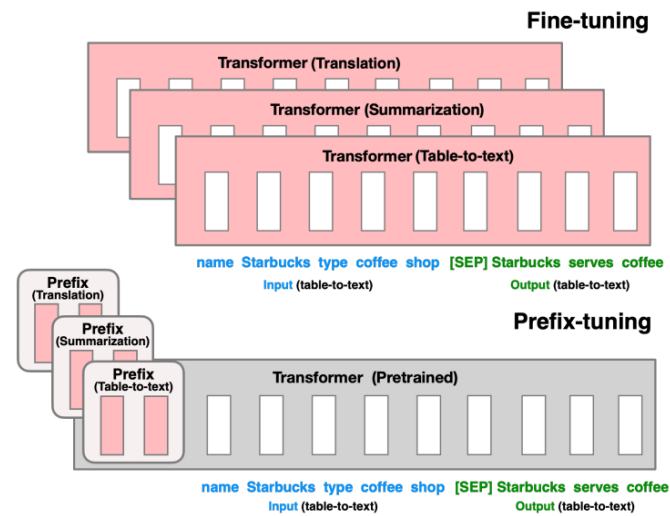 Fine-tuning
Transformer (Translation)
Transformer (Summarization)
Transformer (Table-to-text)
name Starbucks type coffee shop [SEP] Starbucks serves coffee
Input (table-to-text) Output (table-to-text)
Prefix-tuning
Prefix
(Translation)
Prefix
(Summarization)
Prefix
(Table-to-text)
Transformer (Pretrained)
name Starbucks type coffee shop [SEP] Starbucks serves coffee
Input (table-to-text) Output (table-to-text)